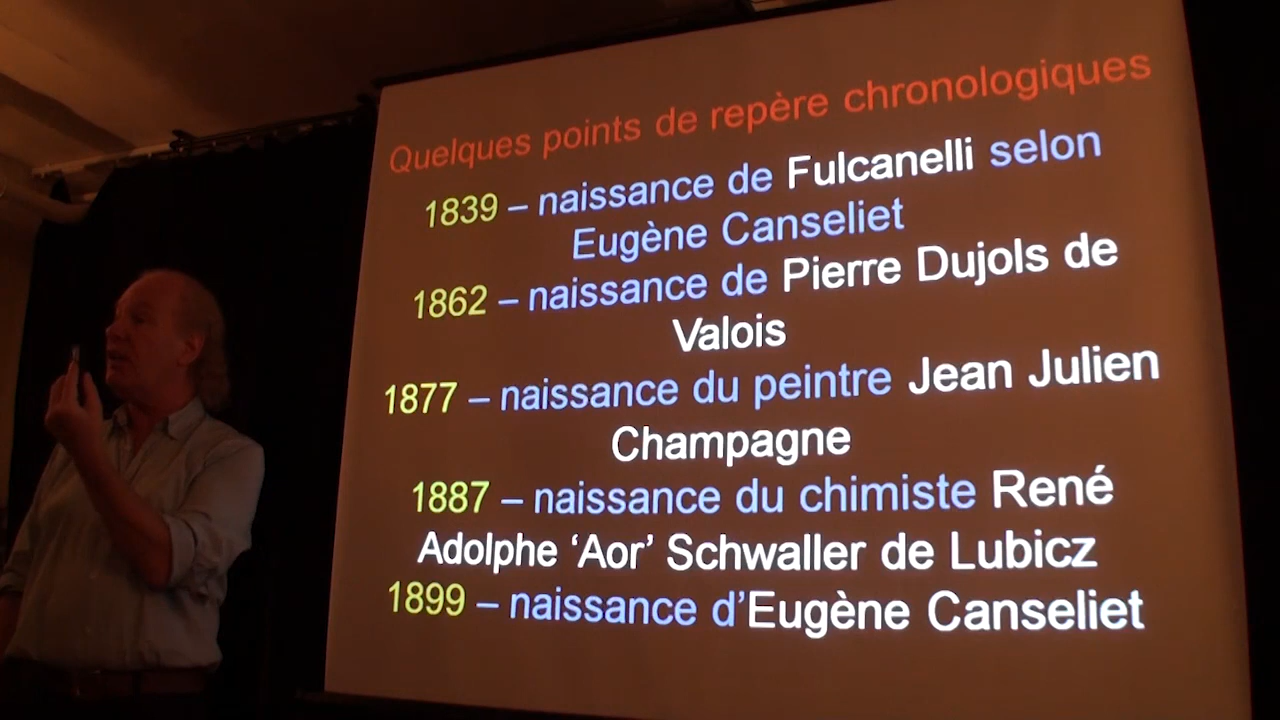 Quelques points de repère chronologiques
1839 – naissance de Fulcanelli selon
Eugène Canseliet
1862 – naissance de Pierre Dujols de
Valois
1877 – naissance du peintre Jean Julien
Champagne
1887 – naissance du chimiste René
Adolphe ‘Aor’ Schwaller de Lubicz
1899 – naissance d’Eugène Canseliet